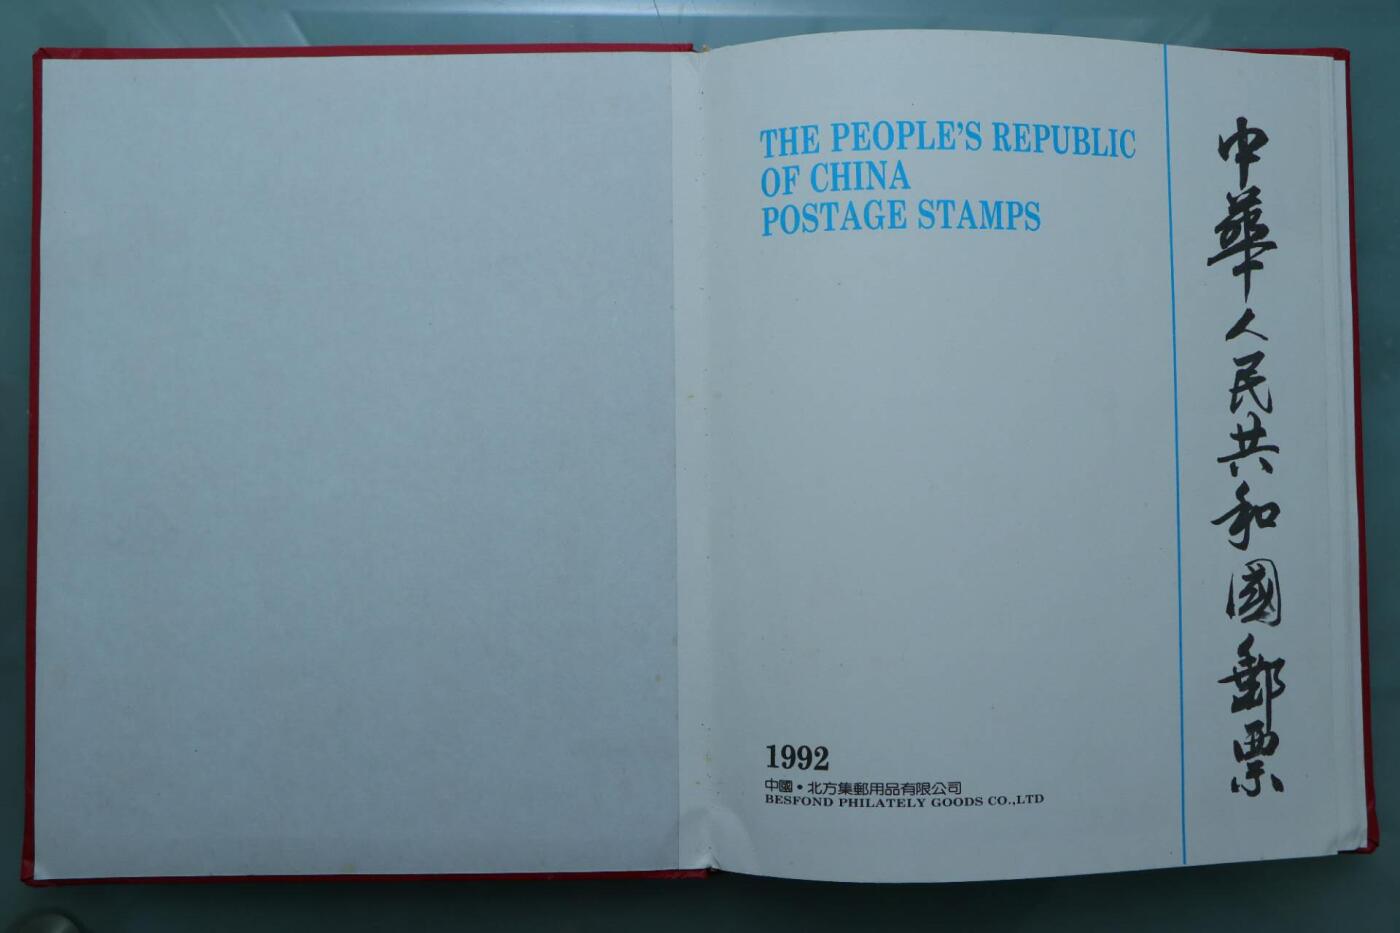 THE PEOPLE'S REPUBLIC
OF CHINA
POSTAGE STAMPS
中華人民共和國郵票
1992
中國·北方集郵用品有限公司
BESFOND PHILATELY GOODS CO.,LTD